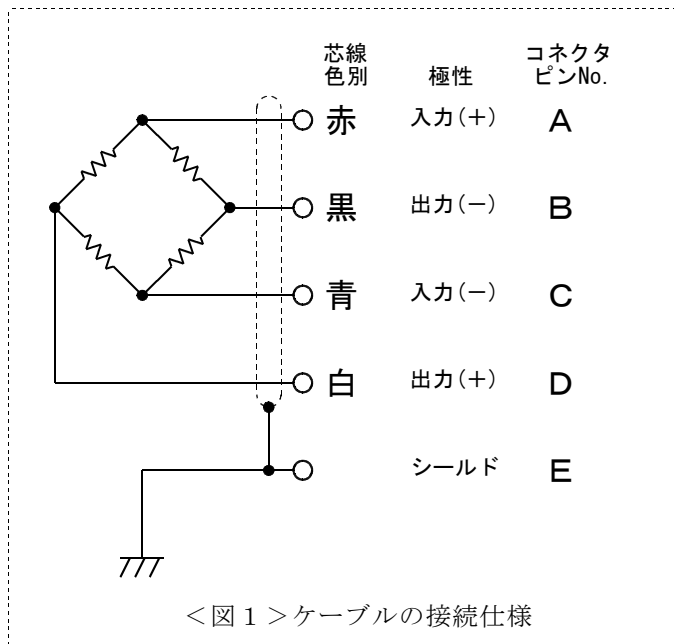 芯線
色別
極性
コネクタ
ピンNo.
赤 入力(+) A
黒 出力(-) B
青 入力(-) C
白 出力(+) D
シールド E
<図1>ケーブルの接続仕様